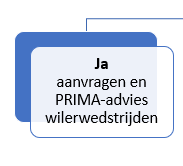 Ja
aanvragen en
PRIMA-advies
wilerwedstrijden